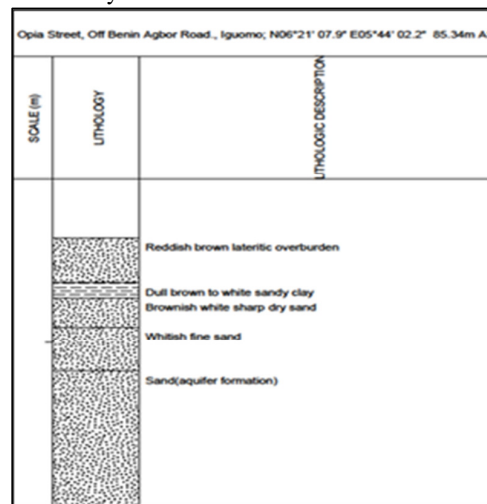 Opia Street, Off Benin Agbor Road., Iguomo; N06°21' 07.9" E05°44' 02.2" 85.34m A
SCALE (m)
LITHOLOGY
LITHOLOGIC DESCRIPTION
Reddish brown lateritic overburden
Dull brown to white sandy clay
Brownish white sharp dry sand
Whitish fine sand
Sand(aquifer formation)